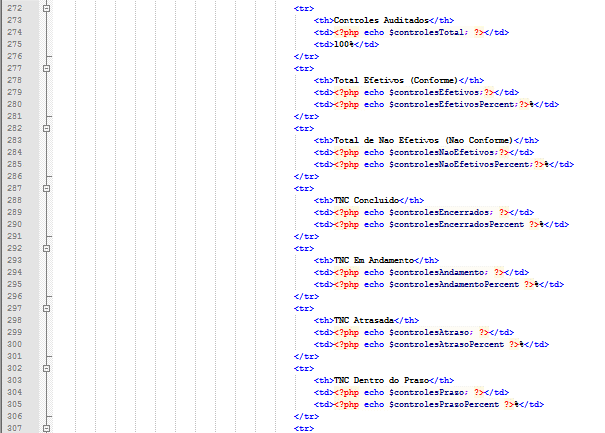 272 <tr>
273 <th>Controles Auditados</th>
274 <td><?php echo $controlesTotal; ?></td>
275 <td>100%</td>
276 </tr>
277 <tr>
278 <th>Total Efetivos (Conforme)</th>
279 <td><?php echo $controlesEfetivos;?></td>
280 <td><?php echo $controlesEfetivosPercent;?>%</td>
281 </tr>
282 <tr>
283 <th>Total de Nao Efetivos (Nao Conforme)</th>
284 <td><?php echo $controlesNaoEfetivos;?></td>
285 <td><?php echo $controlesNaoEfetivosPercent;?>%</td>
286 </tr>
287 <tr>
288 <th>TNC Concluido</th>
289 <td><?php echo $controlesEncerrados; ?></td>
290 <td><?php echo $controlesEncerradosPercent ?>%</td>
291 </tr>
292 <tr>
293 <th>TNC Em Andamento</th>
294 <td><?php echo $controlesAndamento; ?></td>
295 <td><?php echo $controlesAndamentoPercent ?>%</td>
296 </tr>
297 <tr>
298 <th>TNC Atrasada</th>
299 <td><?php echo $controlesAtraso; ?></td>
300 <td><?php echo $controlesAtrasoPercent ?>%</td>
301 </tr>
302 <tr>
303 <th>TNC Dentro do Prazo</th>
304 <td><?php echo $controlesPrazo; ?></td>
305 <td><?php echo $controlesPrazoPercent ?>%</td>
306 </tr>
307 <tr>